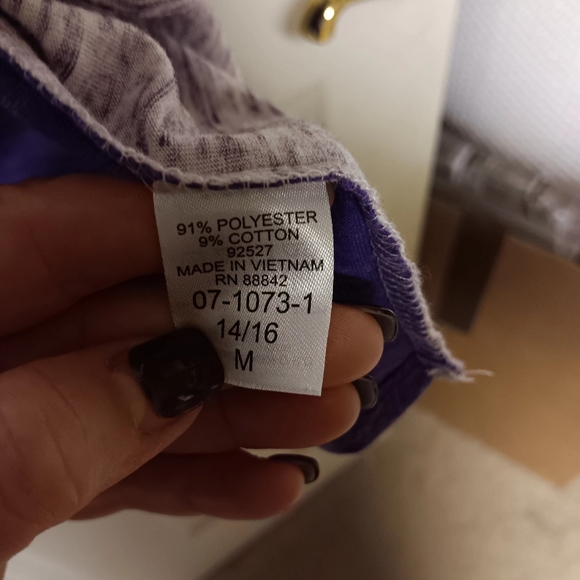 91% POLYESTER
9% COTTON
92527
MADE IN VIETNAM
RN 88842
07-1073-1
14/16
M